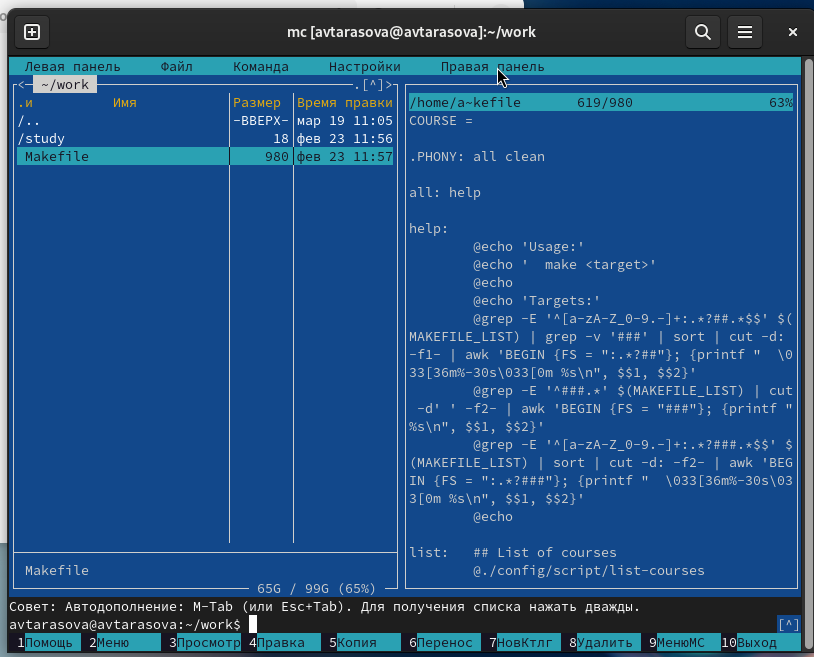 mc [avtarasova@avtarasova]:~/work
Левая панель Файл Команда Настройки Правая панель
<─ ~/work .[^]>
.и Имя Размер Время правки
/.. -ВВЕРХ- мар 19 11:05
/study 18 фев 23 11:56
Makefile 980 фев 23 11:57
Makefile
65G / 99G (65%)
/home/a~kefile 619/980 63%
COURSE =
.PHONY: all clean
all: help
help:
@echo 'Usage:'
@echo '  make <target>'
@echo
@echo 'Targets:'
@grep -E '^[a-zA-Z_0-9.-]+:.*?##.*$$' $(
MAKEFILE_LIST) | grep -v '###' | sort | cut -d:
-f1- | awk 'BEGIN {FS = ":.*?##"}; {printf "  \0
33[36m%-30s\033[0m %s\n", $$1, $$2}'
@grep -E '^###.*' $(MAKEFILE_LIST) | cut
-d' ' -f2- | awk 'BEGIN {FS = "###"}; {printf "
%s\n", $$1, $$2}'
@grep -E '^[a-zA-Z_0-9.-]+:.*?###.*$$' $
(MAKEFILE_LIST) | sort | cut -d: -f2- | awk 'BEG
IN {FS = ":.*?###"}; {printf "  \033[36m%-30s\03
3[0m %s\n", $$1, $$2}'
@echo
list:   ## List of courses
@./config/script/list-courses
Совет: Автодополнение: M-Tab (или Esc+Tab). Для получения списка нажать дважды.
avtarasova@avtarasova:~/work$ [^]
1Помощь 2Меню 3Просмотр 4Правка 5Копия 6Перенос 7НовКтлг 8Удалить 9МенюМС 10Выход